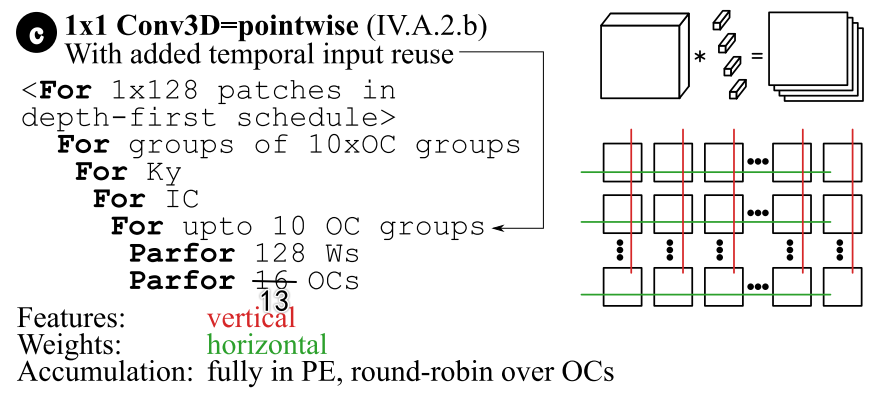 c 1x1 Conv3D=pointwise (IV.A.2.b)
With added temporal input reuse
<For 1x128 patches in
depth-first schedule>
For groups of 10xOC groups
For Ky
For IC
For upto 10 OC groups
Parfor 128 Ws
Parfor 16 OCs
13
Features: vertical
Weights: horizontal
Accumulation: fully in PE, round-robin over OCs
* =